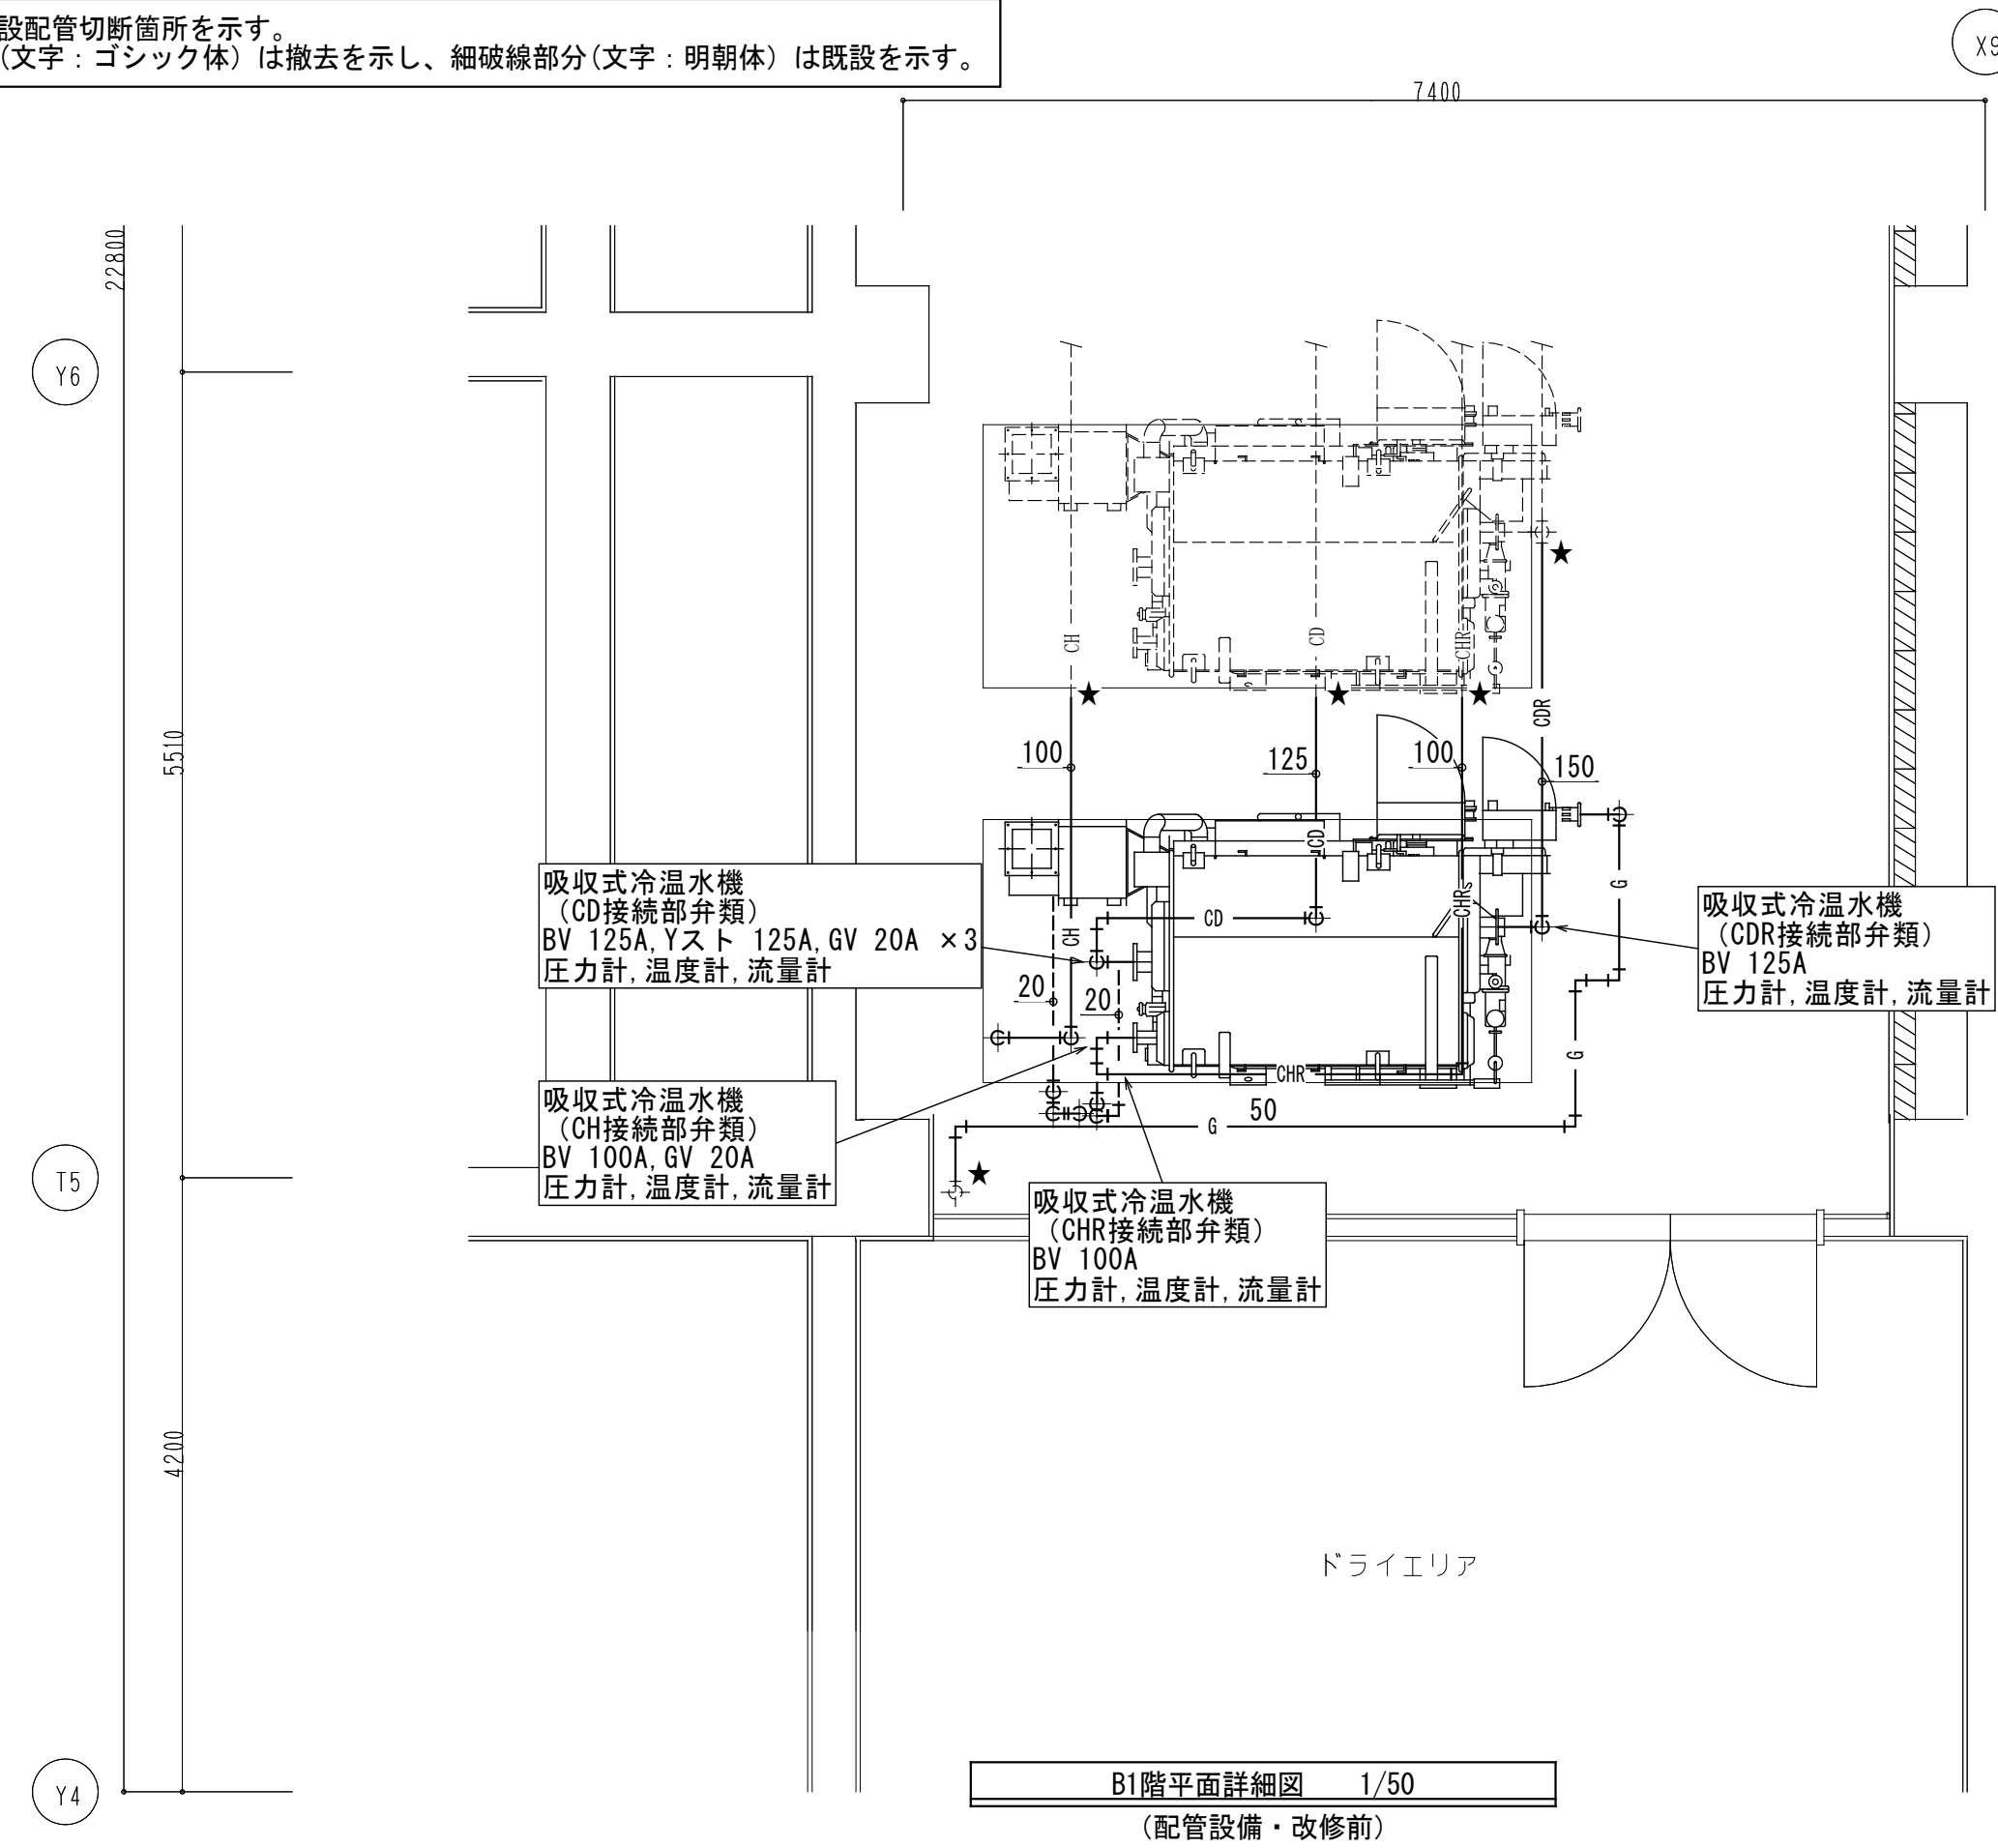 設配管切断箇所を示す。
(文字：ゴシック体）は撤去を示し、細破線部分(文字：明朝体）は既設を示す。
X9
7400
22800
Y6
5510
CH
CD
CHR
CDR
100
125
100
150
CD
G
吸収式冷温水機
（CD接続部弁類）
BV 125A,Yスト 125A,GV 20A ×3
圧力計,温度計,流量計
CH
CD
CHR
吸収式冷温水機
（CDR接続部弁類）
BV 125A
圧力計,温度計,流量計
20
20
G
CHR
50
G
吸収式冷温水機
（CH接続部弁類）
BV 100A,GV 20A
圧力計,温度計,流量計
T5
吸収式冷温水機
（CHR接続部弁類）
BV 100A
圧力計,温度計,流量計
4200
ドライエリア
Y4
B1階平面詳細図 1/50
（配管設備・改修前）